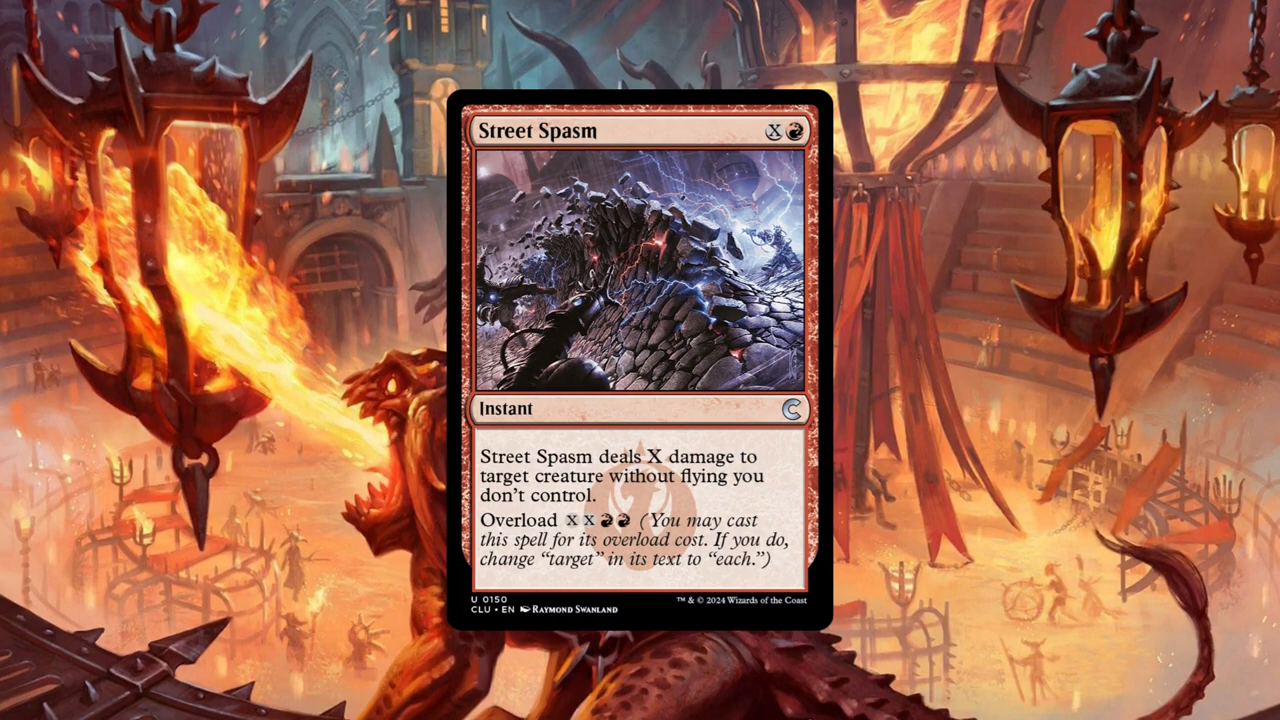 Street Spasm X
Instant
Street Spasm deals X damage to
target creature without flying you
don't control.
Overload X X (You may cast
this spell for its overload cost. If you do,
change “target” in its text to “each.”)
U 0150
CLU • EN RAYMOND SWANLAND
™ & © 2024 Wizards of the Coast